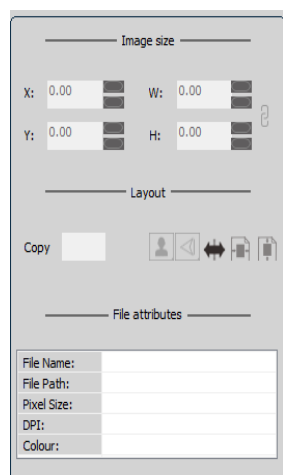 Image size
X: 0.00 W: 0.00
Y: 0.00 H: 0.00
Layout
Copy
File attributes
File Name:
File Path:
Pixel Size:
DPI:
Colour: